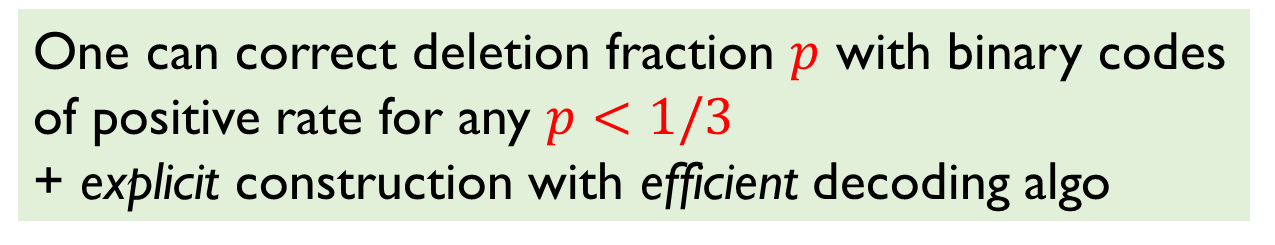 One can correct deletion fraction p with binary codes
of positive rate for any p < 1/3
+ explicit construction with efficient decoding algo